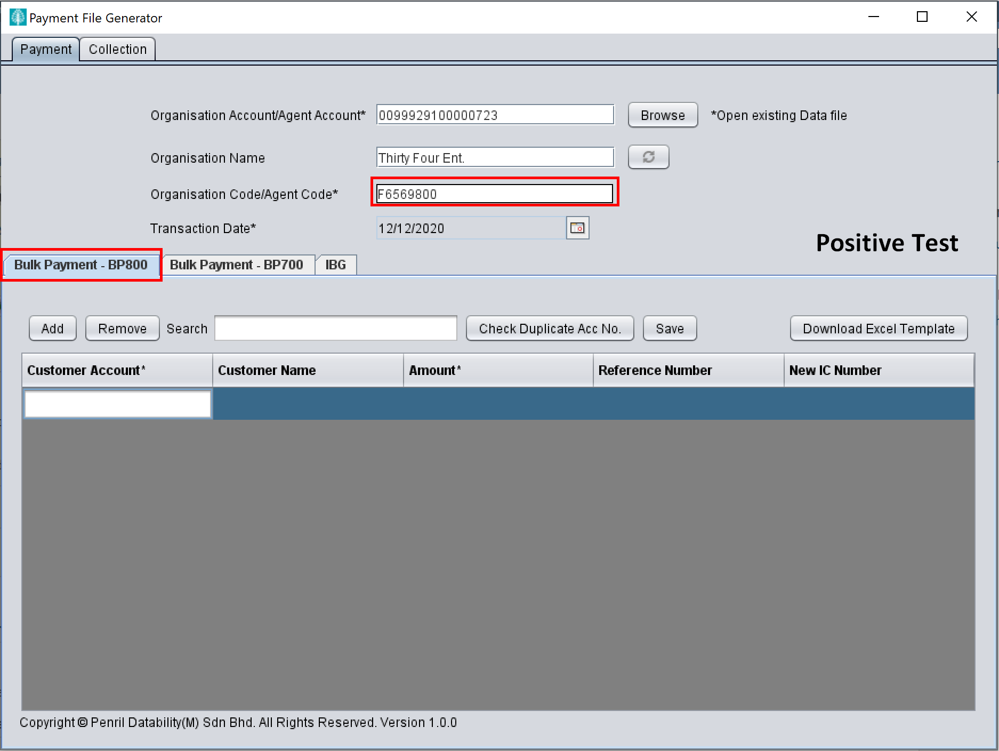 Payment File Generator
Payment Collection
Organisation Account/Agent Account* 0099929100000723 Browse *Open existing Data file
Organisation Name Thirty Four Ent.
Organisation Code/Agent Code* F6569800
Transaction Date* 12/12/2020
Positive Test
Bulk Payment - BP800 Bulk Payment - BP700 IBG
Add Remove Search Check Duplicate Acc No. Save Download Excel Template
Customer Account* Customer Name Amount* Reference Number New IC Number
Copyright © Penril Datability(M) Sdn Bhd. All Rights Reserved. Version 1.0.0